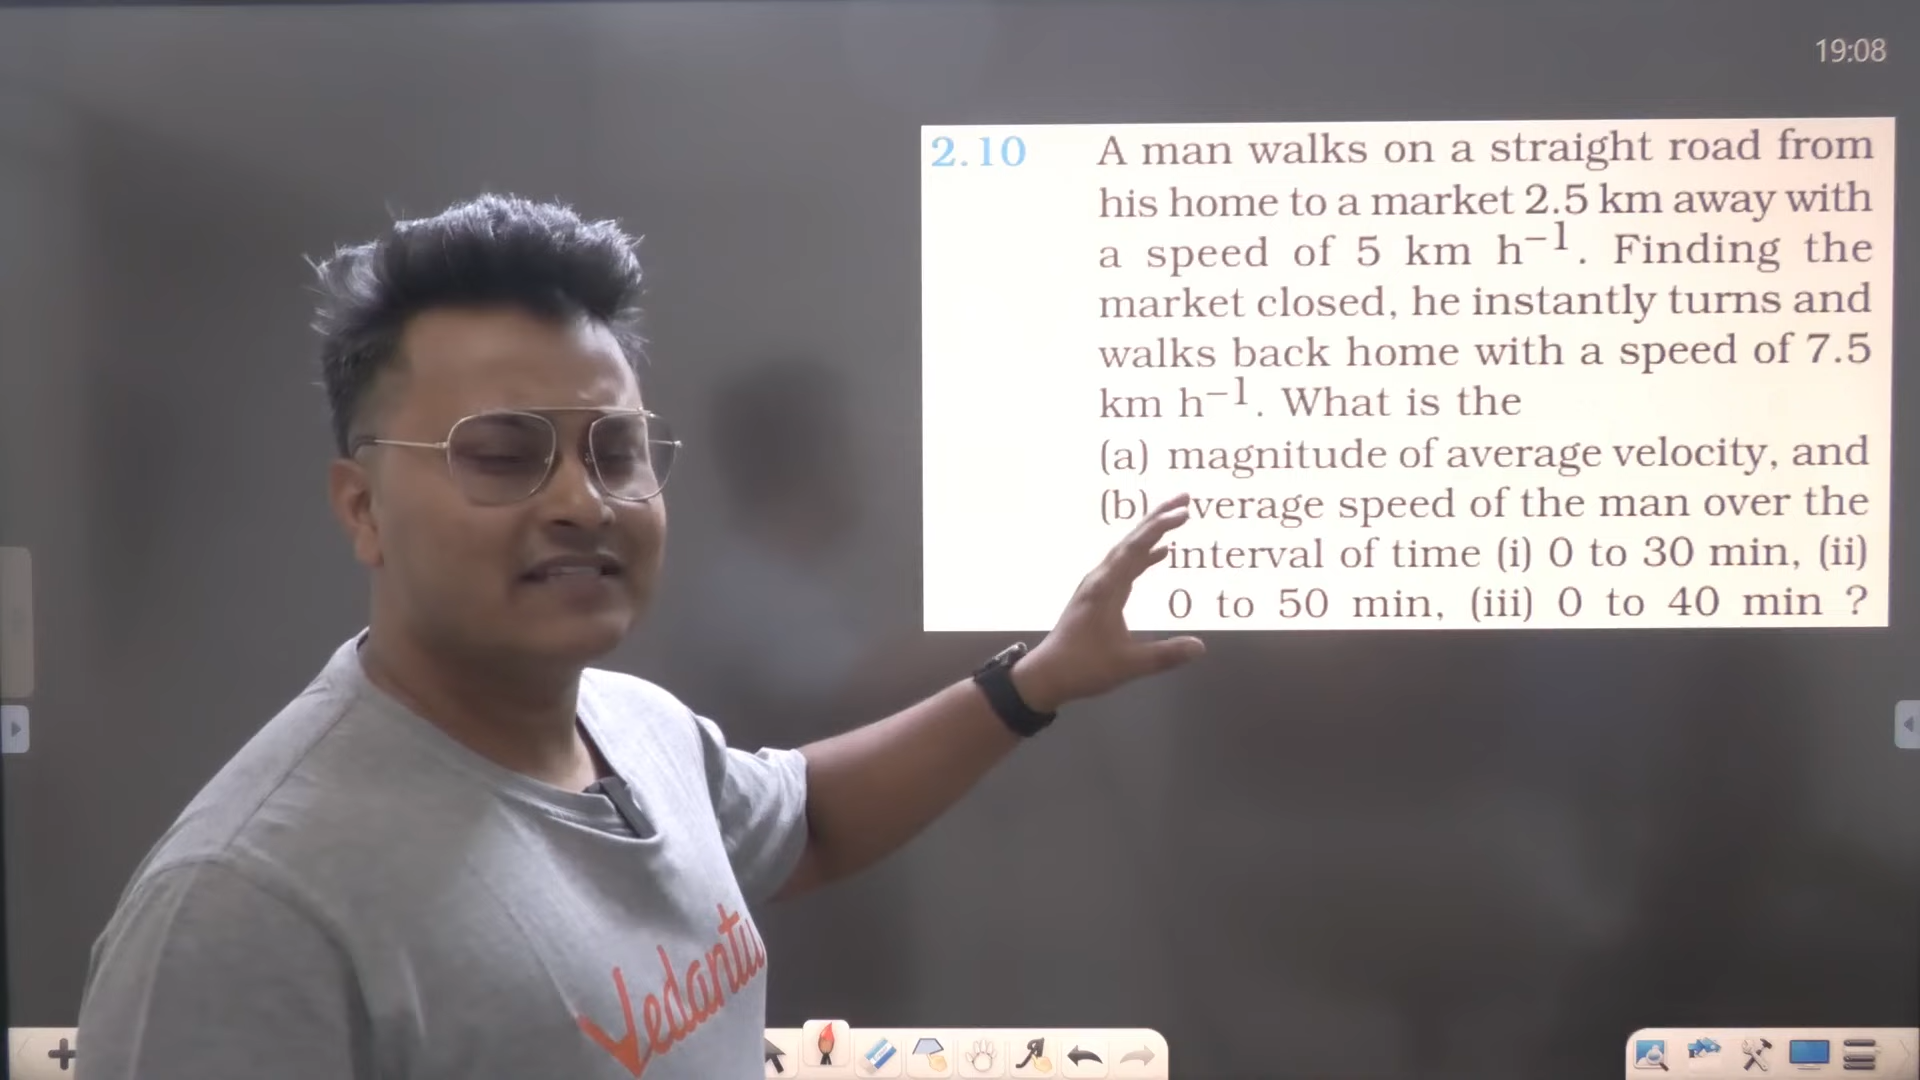 19:08
2.10 A man walks on a straight road from
his home to a market 2.5 km away with
a speed of 5 km h⁻¹. Finding the
market closed, he instantly turns and
walks back home with a speed of 7.5
km h⁻¹. What is the
(a) magnitude of average velocity, and
(b) average speed of the man over the
interval of time (i) 0 to 30 min, (ii)
0 to 50 min, (iii) 0 to 40 min ?
Vedantu